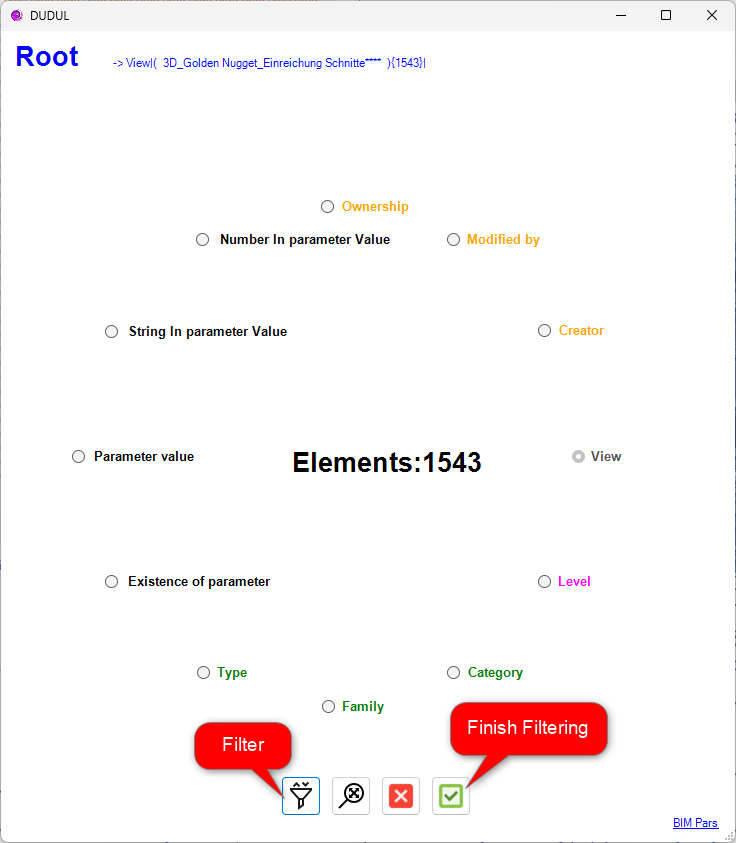 DUDUL
Root -> View|( 3D_Golden Nugget_Einreichung Schnitte**** ){1543}|
Ownership
Number In parameter Value Modified by
String In parameter Value Creator
Parameter value Elements:1543 View
Existence of parameter Level
Type Category
Family
Filter Finish Filtering
BIM Pars